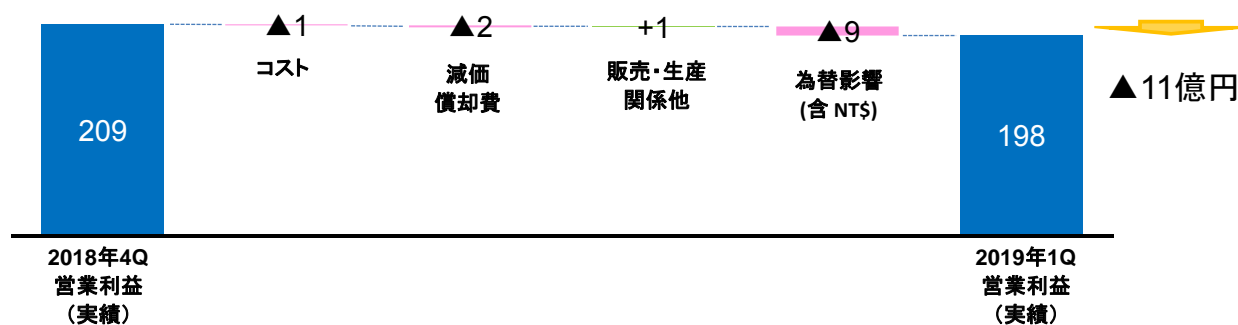 ▲1
▲2
+1
▲9
コスト
減価
償却費
販売・生産
関係他
為替影響
(含 NT$)
▲11億円
209
198
2018年4Q
営業利益
（実績）
2019年1Q
営業利益
（実績）